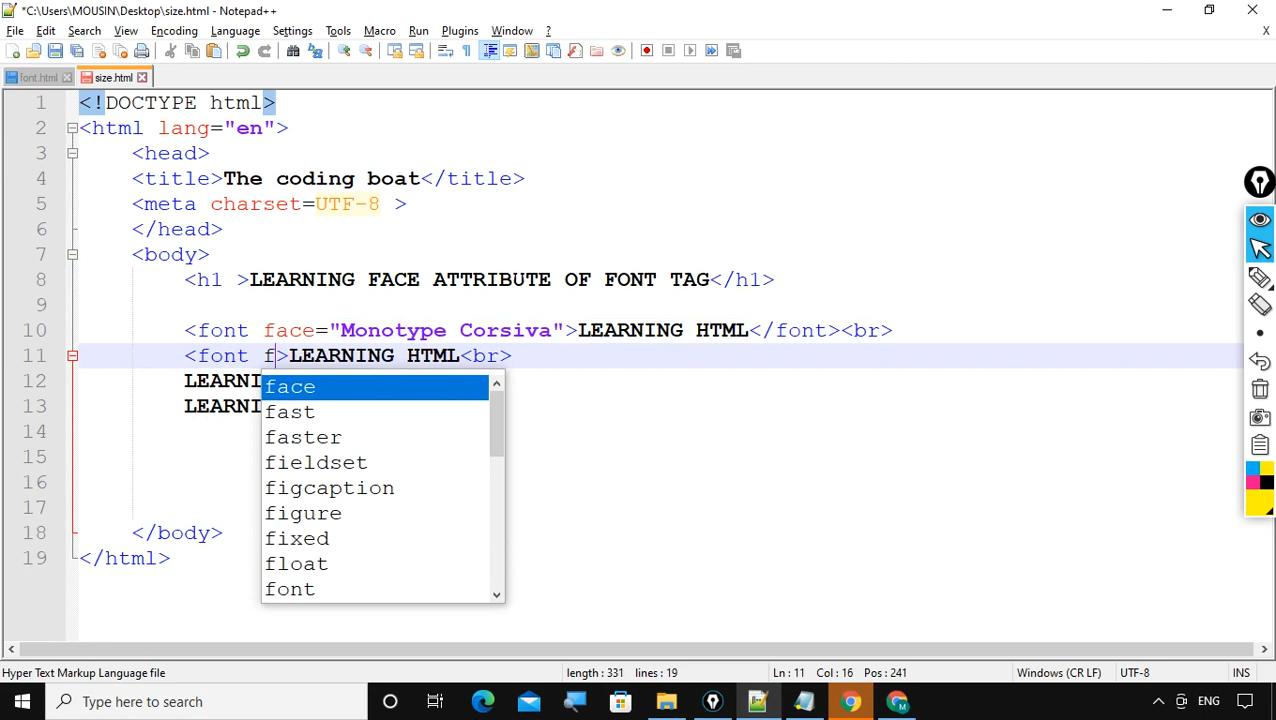 *C:\Users\MOUSIN\Desktop\size.html - Notepad++
File Edit Search View Encoding Language Settings Tools Macro Run Plugins Window ? X
font.html size.html
1 <!DOCTYPE html>
2 <html lang="en">
3 <head>
4 <title>The coding boat</title>
5 <meta charset=UTF-8 >
6 </head>
7 <body>
8 <h1 >LEARNING FACE ATTRIBUTE OF FONT TAG</h1>
9
10 <font face="Monotype Corsiva">LEARNING HTML</font><br>
11 <font f>LEARNING HTML<br>
12 LEARNI
face
13 LEARNI
fast
14 faster
15 fieldset
16 figcaption
17 figure
18 </body>
fixed
19 </html>
float
font
Hyper Text Markup Language file length : 331 lines : 19 Ln : 11 Col : 16 Pos : 241 Windows (CR LF) UTF-8 INS
Type here to search ENG